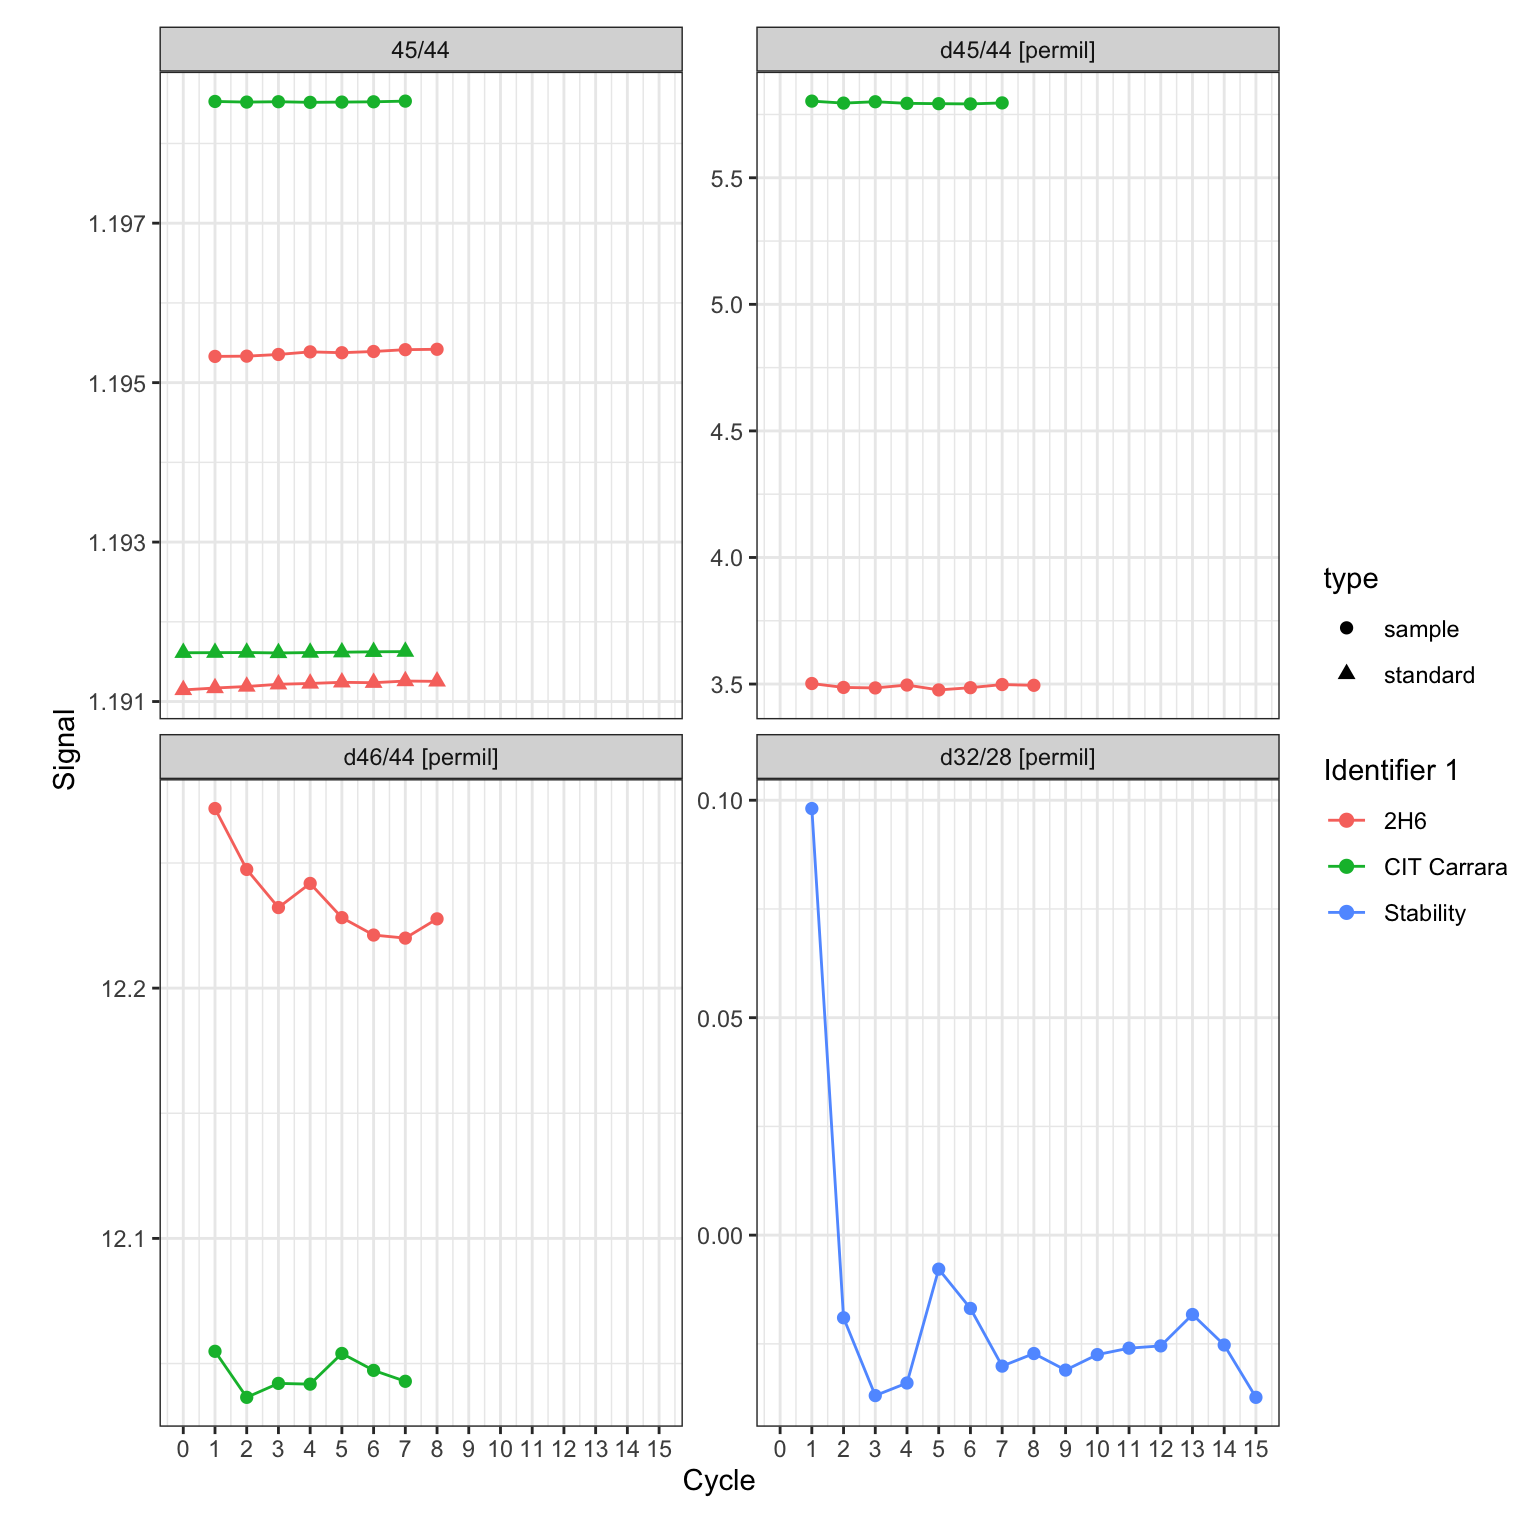 45/44
d45/44 [permil]
1.197
1.195
1.193
1.191
5.5
5.0
4.5
4.0
3.5
d46/44 [permil]
d32/28 [permil]
12.2
12.1
0.10
0.05
0.00
0 1 2 3 4 5 6 7 8 9 10 11 12 13 14 15
0 1 2 3 4 5 6 7 8 9 10 11 12 13 14 15
Cycle
Signal
type
sample
standard
Identifier 1
2H6
CIT Carrara
Stability